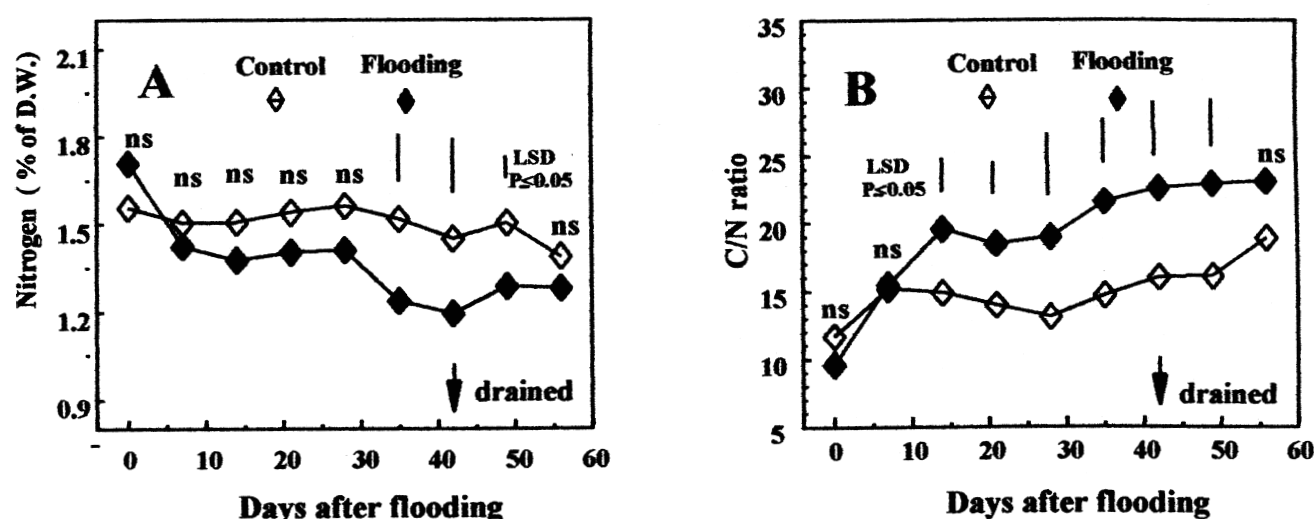 A
Control Flooding
2.1
1.8
1.5
1.2
0.9
Nitrogen ( % of D.W.)
ns
ns
ns
ns
ns
LSD
P≤0.05
ns
drained
0 10 20 30 40 50 60
Days after flooding
B
Control Flooding
35
30
25
20
15
10
5
C/N ratio
LSD
P≤0.05
ns
ns
ns
drained
0 10 20 30 40 50 60
Days after flooding